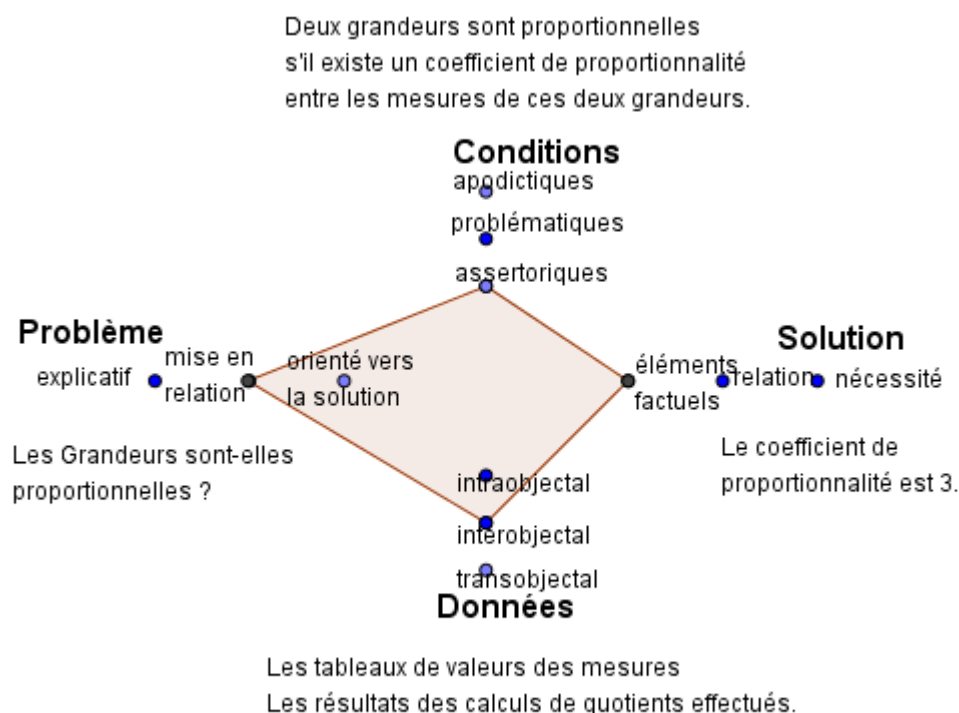 Deux grandeurs sont proportionnelles
s'il existe un coefficient de proportionnalité
entre les mesures de ces deux grandeurs.
Conditions
apodictiques
problématiques
assertoriques
Problème
explicatif
mise en
relation
orienté vers
la solution
Les Grandeurs sont-elles
proportionnelles ?
Solution
éléments
factuels
relation
nécessité
Le coefficient de
proportionnalité est 3.
intraobjectal
interobjectal
transobjectal
Données
Les tableaux de valeurs des mesures
Les résultats des calculs de quotients effectués.